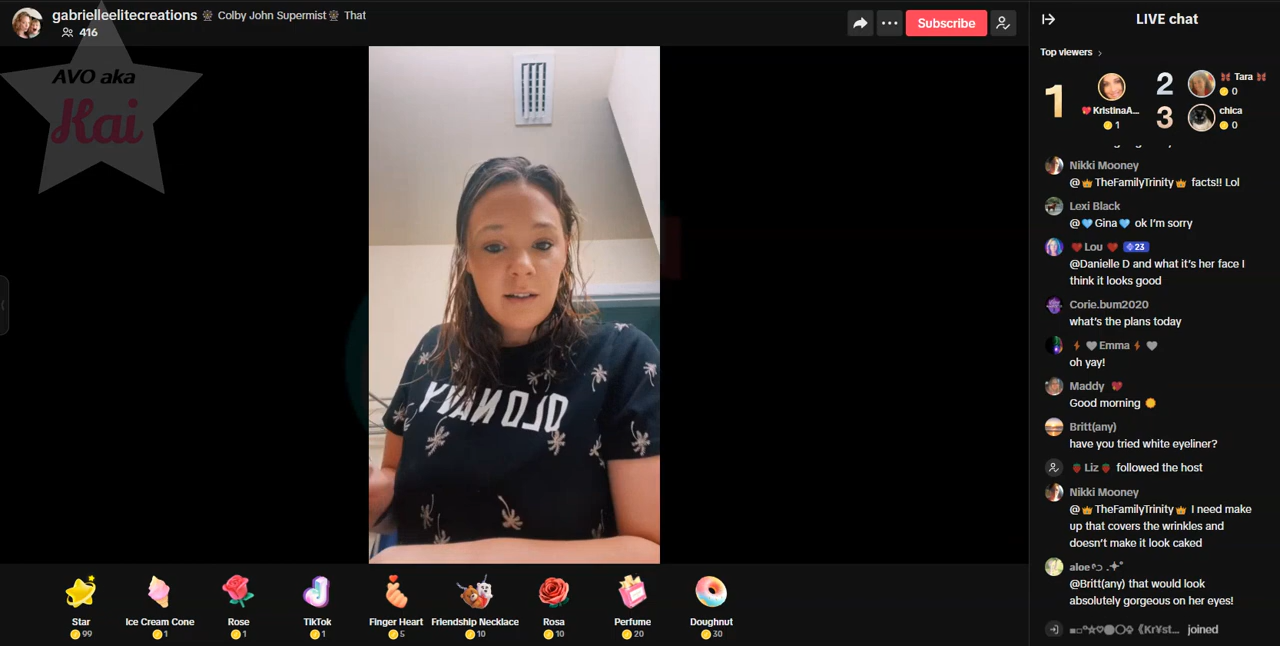 gabrielleelitecreations 🎡 Colby John Supermist🎡 That
416
Subscribe
AVO aka
Kai
OLD NAVY
Star
99
Ice Cream Cone
1
Rose
1
TikTok
1
Finger Heart
5
Friendship Necklace
10
Rosa
10
Perfume
20
Doughnut
30
LIVE chat
Top viewers >
1
💖KristinaA...
1
2
🦋 Tara 🦋
0
3
chica
0
Nikki Mooney
@👑TheFamilyTrinity👑 facts!! Lol
Lexi Black
@🩵Gina🩵 ok I'm sorry
❤️Lou❤️ 23
@Danielle D and what it's her face I
think it looks good
Corie.bum2020
what's the plans today
⚡🩶Emma⚡🩶
oh yay!
Maddy 💖
Good morning 🌞
Britt(any)
have you tried white eyeliner?
🍓Liz🍓 followed the host
Nikki Mooney
@👑TheFamilyTrinity👑 I need make
up that covers the wrinkles and
doesn't make it look caked
aloe
@Britt(any) that would look
absolutely gorgeous on her eyes!
《Kr¥st... joined